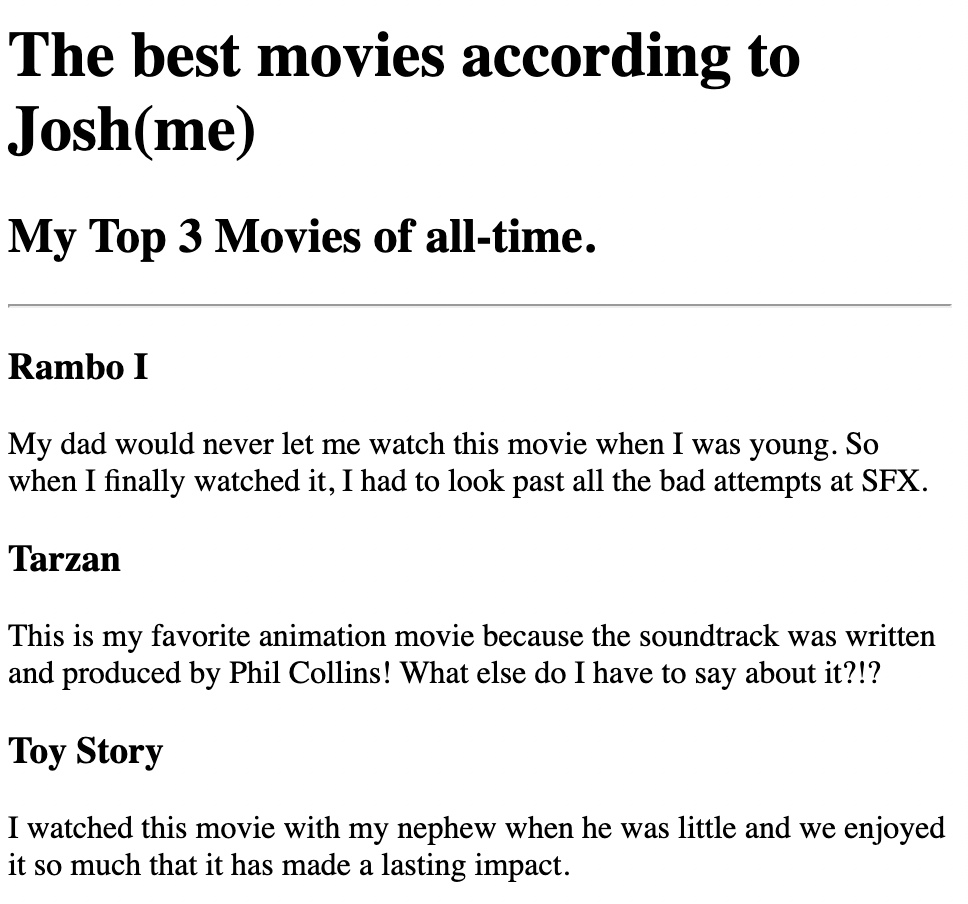 The best movies according to
Josh(me)
My Top 3 Movies of all-time.
Rambo I
My dad would never let me watch this movie when I was young. So
when I finally watched it, I had to look past all the bad attempts at SFX.
Tarzan
This is my favorite animation movie because the soundtrack was written
and produced by Phil Collins! What else do I have to say about it?!?
Toy Story
I watched this movie with my nephew when he was little and we enjoyed
it so much that it has made a lasting impact.